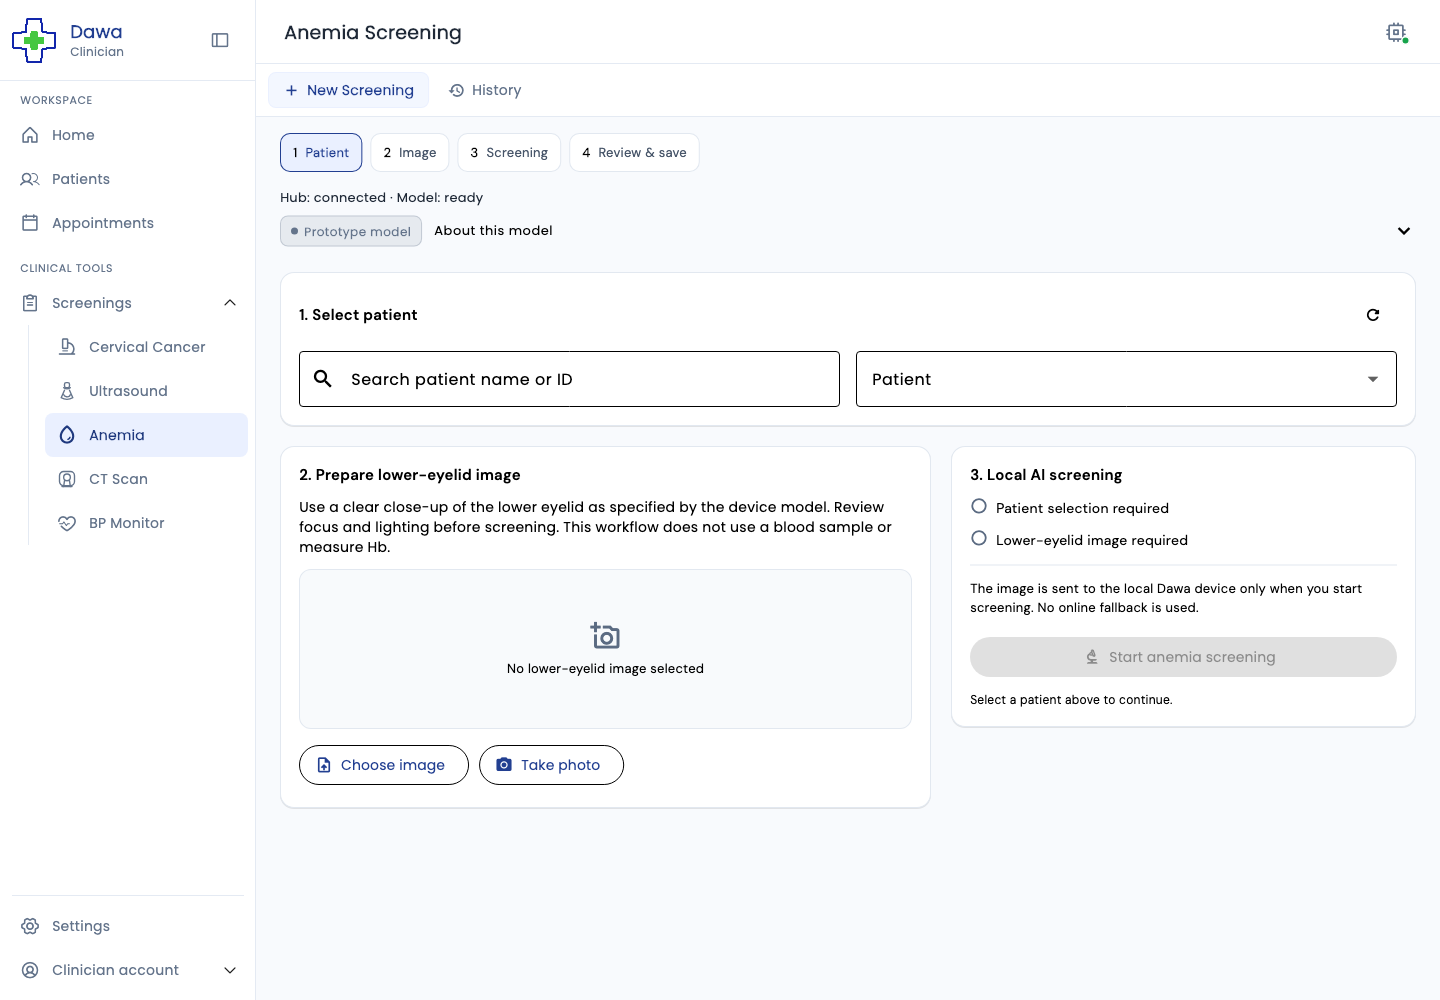 Dawa
Clinician
WORKSPACE
Home
Patients
Appointments
CLINICAL TOOLS
Screenings
Cervical Cancer
Ultrasound
Anemia
CT Scan
BP Monitor
Settings
Clinician account
Anemia Screening
New Screening
History
1 Patient
2 Image
3 Screening
4 Review & save
Hub: connected · Model: ready
Prototype model
About this model
1. Select patient
Search patient name or ID
Patient
2. Prepare lower-eyelid image
Use a clear close-up of the lower eyelid as specified by the device model. Review
focus and lighting before screening. This workflow does not use a blood sample or
measure Hb.
No lower-eyelid image selected
Choose image
Take photo
3. Local AI screening
Patient selection required
Lower-eyelid image required
The image is sent to the local Dawa device only when you start
screening. No online fallback is used.
Start anemia screening
Select a patient above to continue.